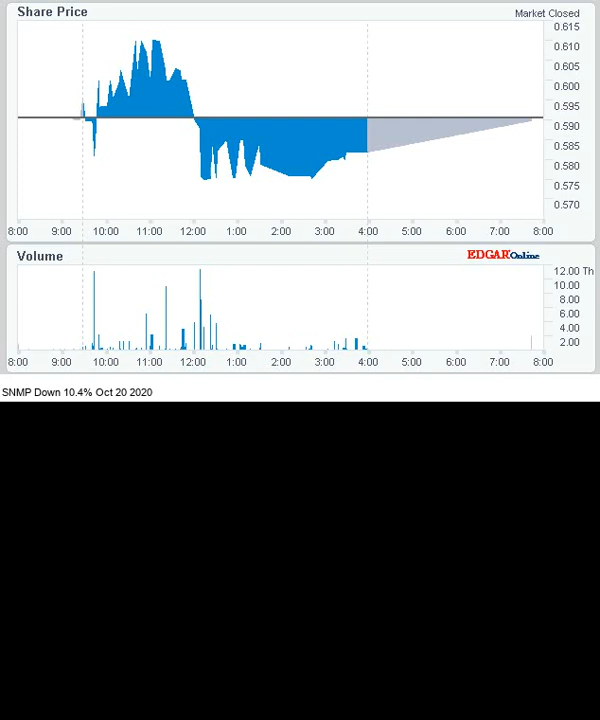 Share Price
Market Closed
0.615
0.610
0.605
0.600
0.595
0.590
0.585
0.580
0.575
0.570
8:00 9:00 10:00 11:00 12:00 1:00 2:00 3:00 4:00 5:00 6:00 7:00 8:00
Volume
EDGAR Online
12.00 Th
10.00
8.00
6.00
4.00
2.00
8:00 9:00 10:00 11:00 12:00 1:00 2:00 3:00 4:00 5:00 6:00 7:00 8:00
SNMP Down 10.4% Oct 20 2020